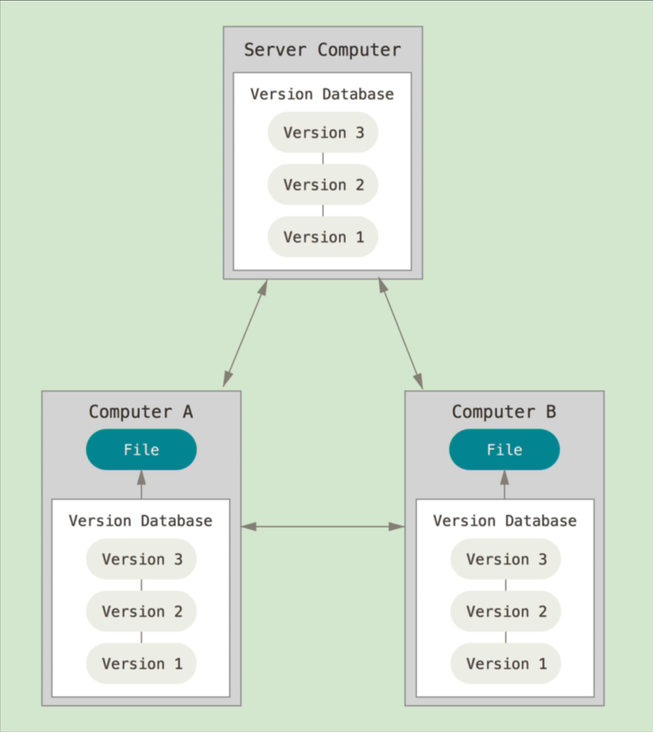 Server Computer
Version Database
Version 3
Version 2
Version 1
Computer A
File
Version Database
Version 3
Version 2
Version 1
Computer B
File
Version Database
Version 3
Version 2
Version 1